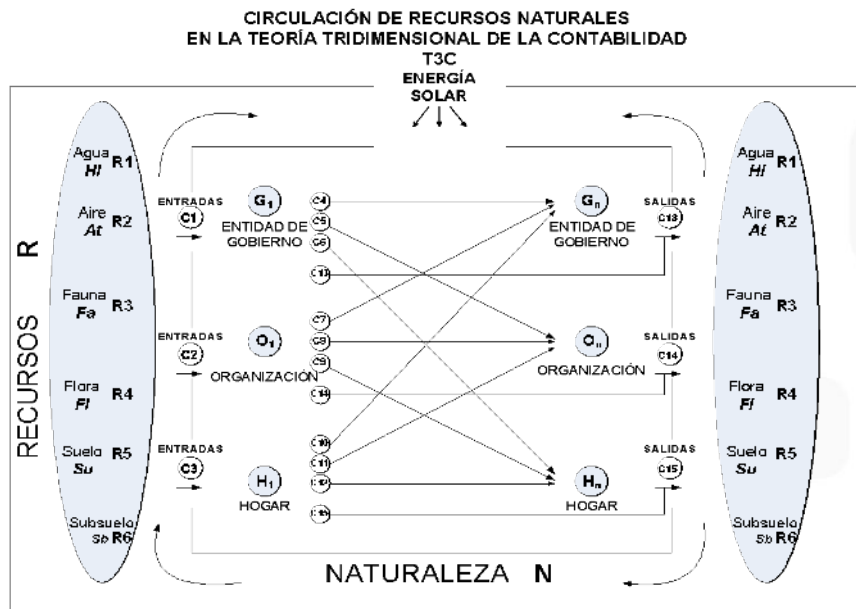 CIRCULACIÓN DE RECURSOS NATURALES
EN LA TEORÍA TRIDIMENSIONAL DE LA CONTABILIDAD
T3C
ENERGÍA
SOLAR
RECURSOS R
Agua
Hi R1
Aire
At R2
Fauna
Fa R3
Flora
Fl R4
Suelo
Su R5
Subsuelo
Sb R6
ENTRADAS
C1
ENTRADAS
C2
ENTRADAS
C3
G1
ENTIDAD DE
GOBIERNO
O1
ORGANIZACIÓN
H1
HOGAR
C4
C5
C6
C13
C7
C8
C9
C14
C10
C11
C12
C15
Gn
ENTIDAD DE
GOBIERNO
On
ORGANIZACIÓN
Hn
HOGAR
SALIDAS
C13
SALIDAS
C14
SALIDAS
C15
Agua
Hi R1
Aire
At R2
Fauna
Fa R3
Flora
Fl R4
Suelo
Su R5
Subsuelo
Sb R6
NATURALEZA N